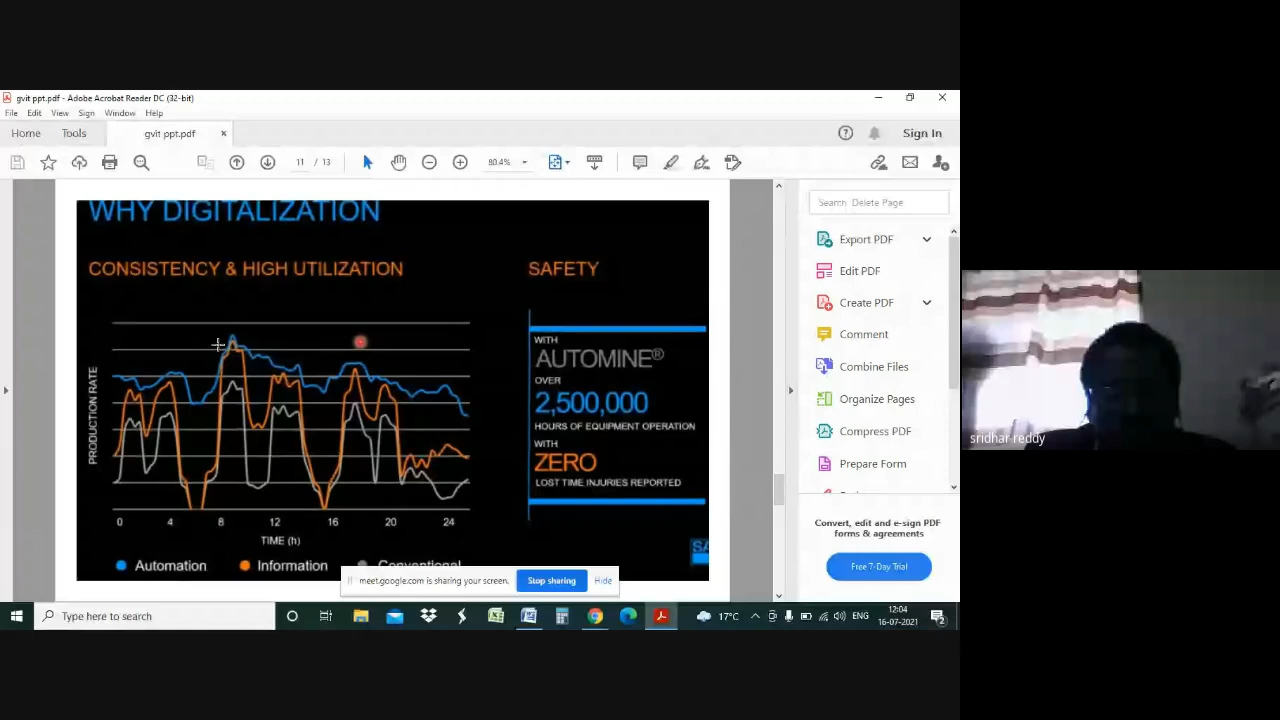 gvit ppt.pdf - Adobe Acrobat Reader DC (32-bit)
File Edit View Sign Window Help
Home Tools gvit ppt.pdf × Sign In
11 / 13 80.4%
WHY DIGITALIZATION
CONSISTENCY & HIGH UTILIZATION
PRODUCTION RATE
0 4 8 12 16 20 24
TIME (h)
Automation Information Conventional
SAFETY
WITH
AUTOMINE®
OVER
2,500,000
HOURS OF EQUIPMENT OPERATION
WITH
ZERO
LOST TIME INJURIES REPORTED
SA
Search 'Delete Page'
Export PDF
Edit PDF
Create PDF
Comment
Combine Files
Organize Pages
Compress PDF
Prepare Form
Convert, edit and e-sign PDF
forms & agreements
Free 7-Day Trial
meet.google.com is sharing your screen. Stop sharing Hide
Type here to search
17°C ENG
12:04
16-07-2021
2
sridhar reddy